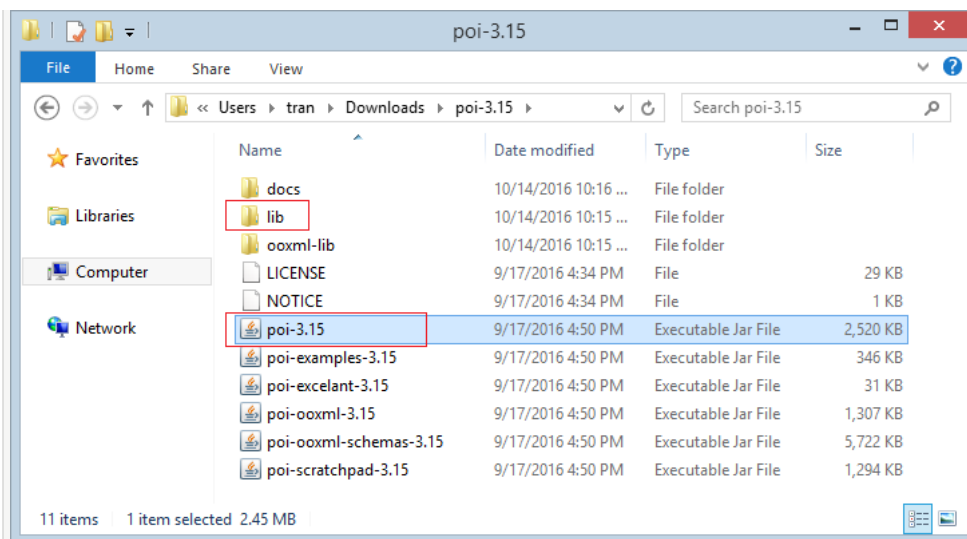 poi-3.15
File Home Share View
« Users tran Downloads poi-3.15 Search poi-3.15
Name Date modified Type Size
Favorites
Libraries
Computer
Network
docs 10/14/2016 10:16 ... File folder
lib 10/14/2016 10:15 ... File folder
ooxml-lib 10/14/2016 10:15 ... File folder
LICENSE 9/17/2016 4:34 PM File 29 KB
NOTICE 9/17/2016 4:34 PM File 1 KB
poi-3.15 9/17/2016 4:50 PM Executable Jar File 2,520 KB
poi-examples-3.15 9/17/2016 4:50 PM Executable Jar File 346 KB
poi-excelant-3.15 9/17/2016 4:50 PM Executable Jar File 31 KB
poi-ooxml-3.15 9/17/2016 4:50 PM Executable Jar File 1,307 KB
poi-ooxml-schemas-3.15 9/17/2016 4:50 PM Executable Jar File 5,722 KB
poi-scratchpad-3.15 9/17/2016 4:50 PM Executable Jar File 1,294 KB
11 items 1 item selected 2.45 MB